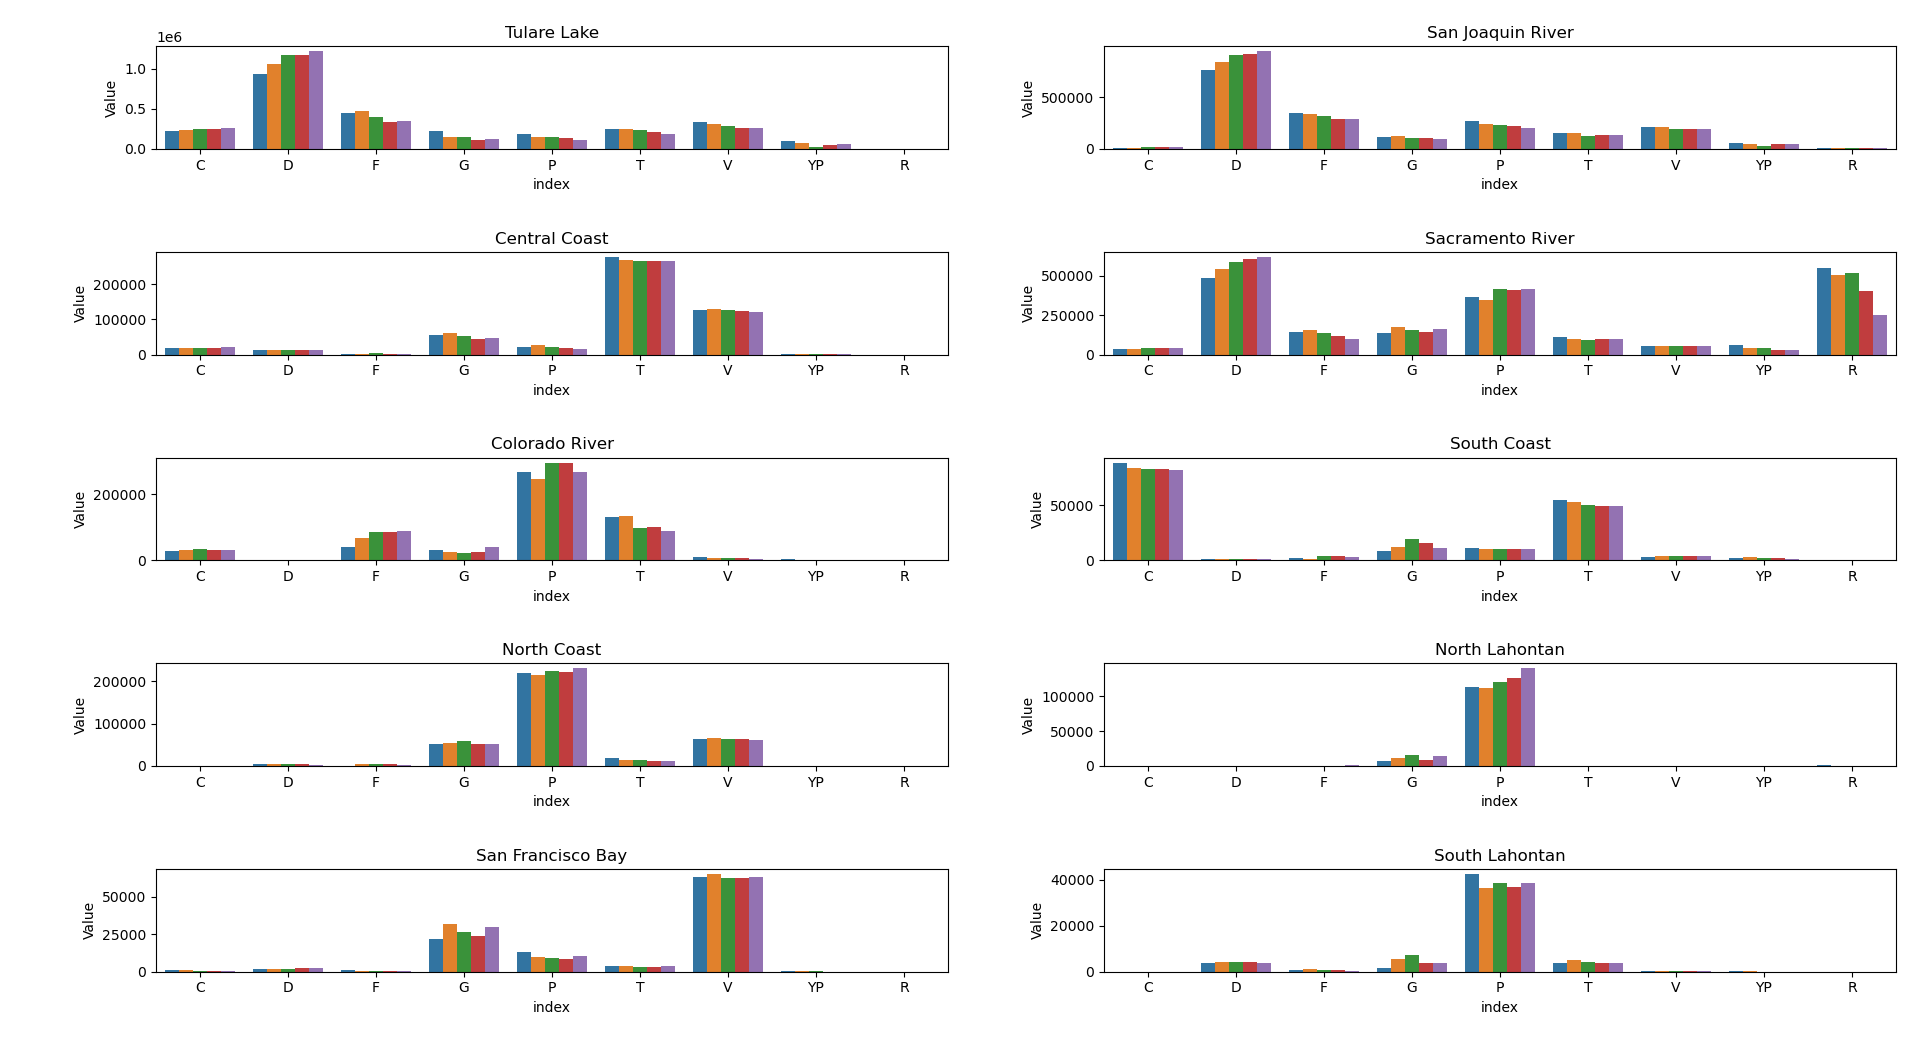 Tulare Lake
1e6
Value
1.0
0.5
0.0
C D F G P T V YP R
index
San Joaquin River
Value
500000
0
C D F G P T V YP R
index
Central Coast
Value
200000
100000
0
C D F G P T V YP R
index
Sacramento River
Value
500000
250000
0
C D F G P T V YP R
index
Colorado River
Value
200000
0
C D F G P T V YP R
index
South Coast
Value
50000
0
C D F G P T V YP R
index
North Coast
Value
200000
100000
0
C D F G P T V YP R
index
North Lahontan
Value
100000
50000
0
C D F G P T V YP R
index
San Francisco Bay
Value
50000
25000
0
C D F G P T V YP R
index
South Lahontan
Value
40000
20000
0
C D F G P T V YP R
index